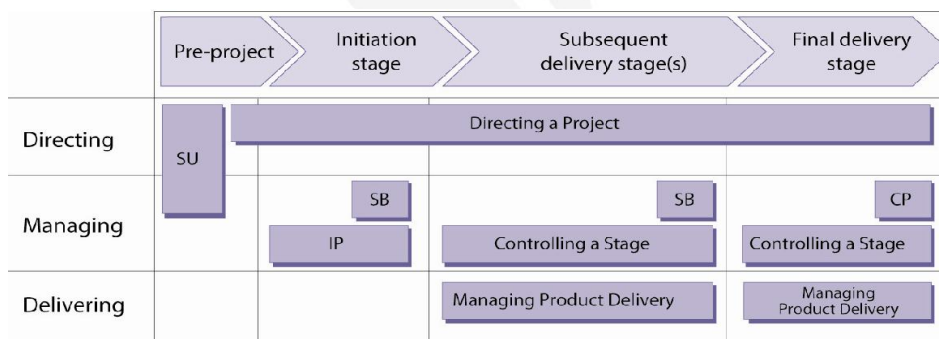 Pre-project
Initiation
stage
Subsequent
delivery stage(s)
Final delivery
stage
Directing
SU
Directing a Project
Managing
SB
SB
CP
IP
Controlling a Stage
Controlling a Stage
Delivering
Managing Product Delivery
Managing
Product Delivery